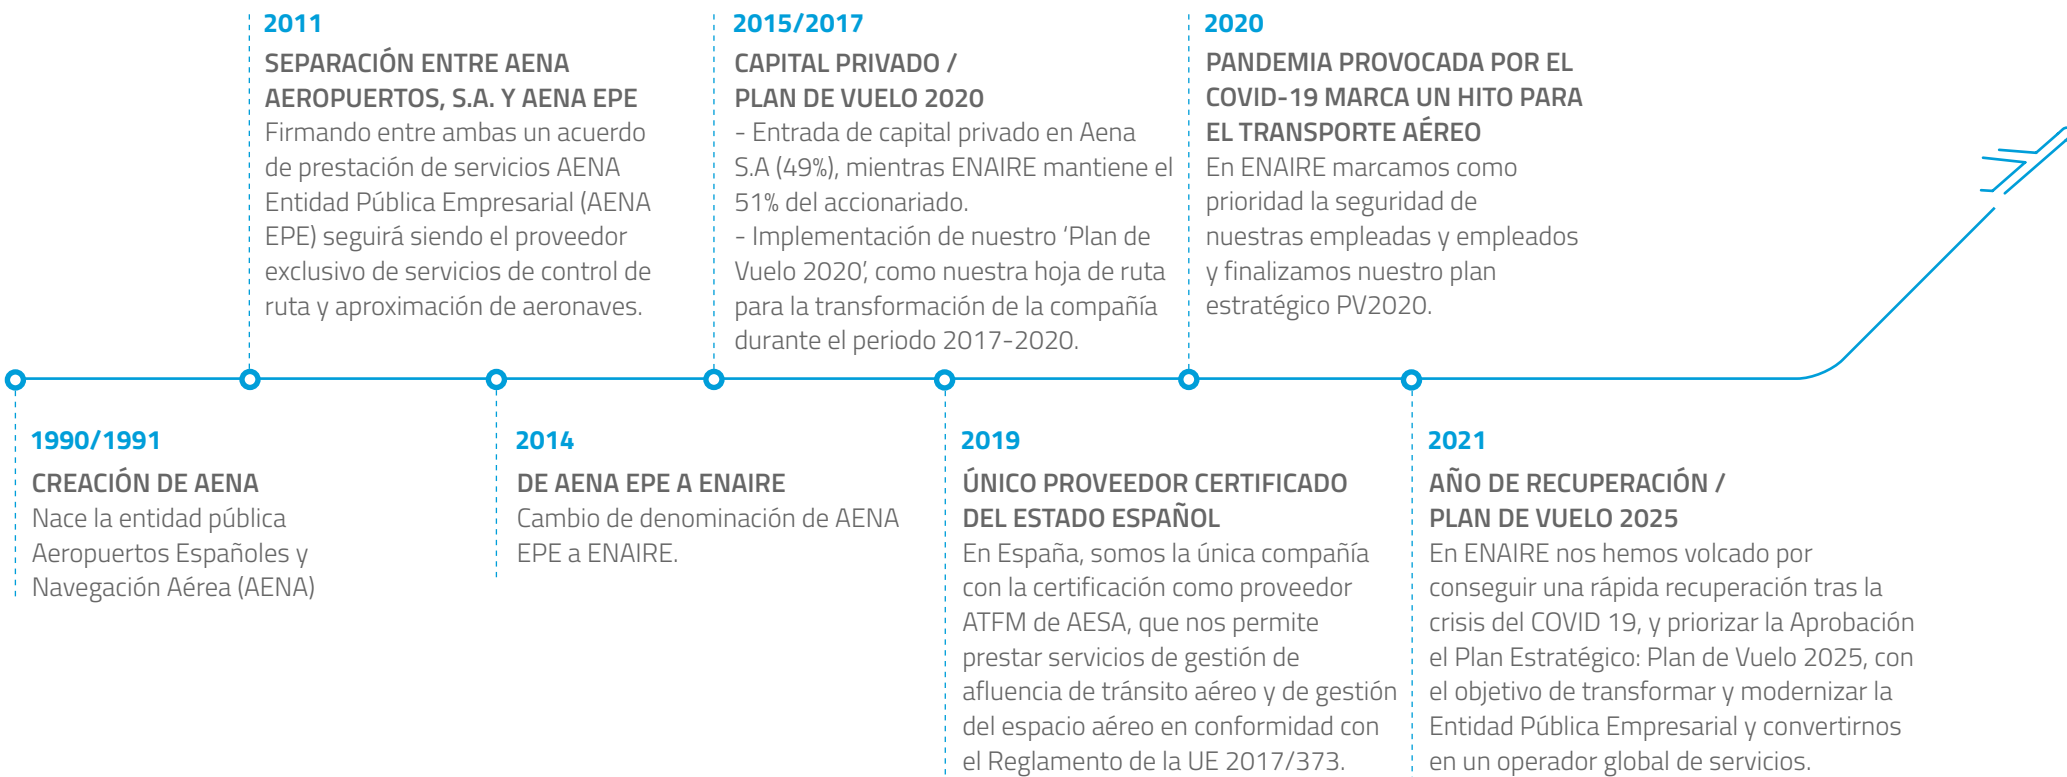 2011
SEPARACIÓN ENTRE AENA
AEROPUERTOS, S.A. Y AENA EPE
Firmando entre ambas un acuerdo
de prestación de servicios AENA
Entidad Pública Empresarial (AENA
EPE) seguirá siendo el proveedor
exclusivo de servicios de control de
ruta y aproximación de aeronaves.
2015/2017
CAPITAL PRIVADO /
PLAN DE VUELO 2020
- Entrada de capital privado en Aena
S.A (49%), mientras ENAIRE mantiene el
51% del accionariado.
- Implementación de nuestro ‘Plan de
Vuelo 2020’, como nuestra hoja de ruta
para la transformación de la compañía
durante el periodo 2017-2020.
2020
PANDEMIA PROVOCADA POR EL
COVID-19 MARCA UN HITO PARA
EL TRANSPORTE AÉREO
En ENAIRE marcamos como
prioridad la seguridad de
nuestras empleadas y empleados
y finalizamos nuestro plan
estratégico PV2020.
1990/1991
CREACIÓN DE AENA
Nace la entidad pública
Aeropuertos Españoles y
Navegación Aérea (AENA)
2014
DE AENA EPE A ENAIRE
Cambio de denominación de AENA
EPE a ENAIRE.
2019
ÚNICO PROVEEDOR CERTIFICADO
DEL ESTADO ESPAÑOL
En España, somos la única compañía
con la certificación como proveedor
ATFM de AESA, que nos permite
prestar servicios de gestión de
afluencia de tránsito aéreo y de gestión
del espacio aéreo en conformidad con
el Reglamento de la UE 2017/373.
2021
AÑO DE RECUPERACIÓN /
PLAN DE VUELO 2025
En ENAIRE nos hemos volcado por
conseguir una rápida recuperación tras la
crisis del COVID 19, y priorizar la Aprobación
el Plan Estratégico: Plan de Vuelo 2025, con
el objetivo de transformar y modernizar la
Entidad Pública Empresarial y convertirnos
en un operador global de servicios.